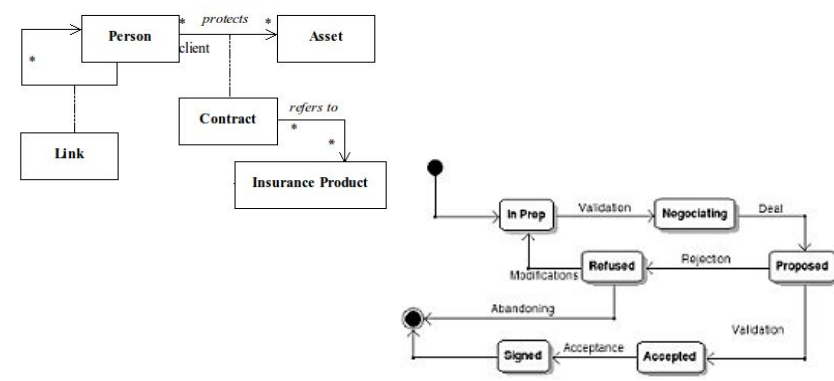 * protects *
Person
Asset
client
*
Contract
refers to
*
*
Link
Insurance Product
In Prep
Validation
Negociating
Deal
Modifications
Refused
Rejection
Proposed
Abandoning
Validation
Signed
Acceptance
Accepted